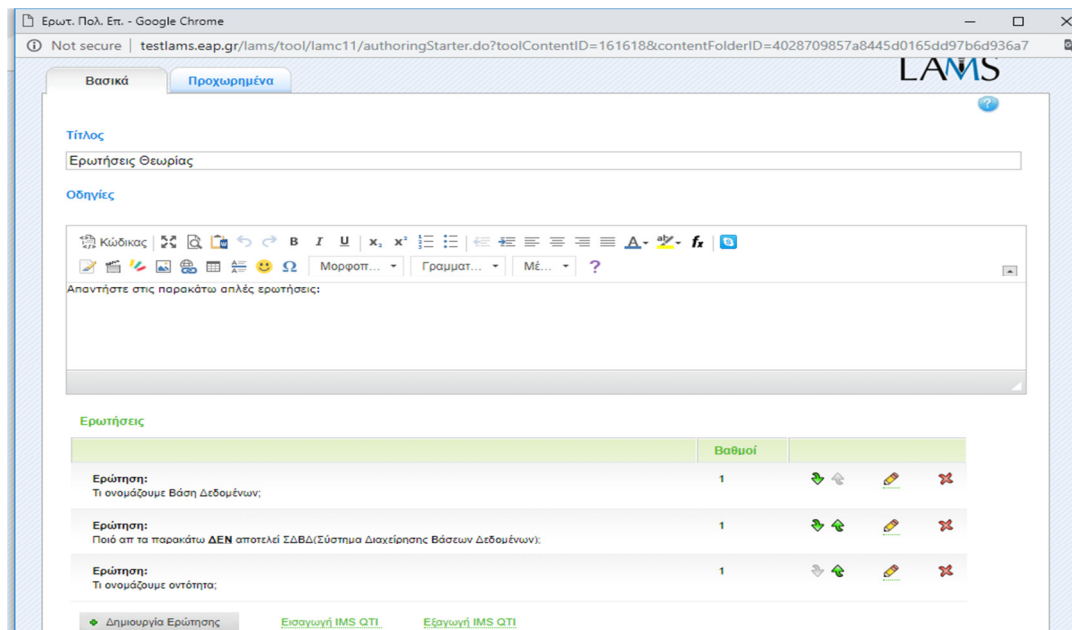 Ερωτ. Πολ. Επ. - Google Chrome
Not secure | testlams.eap.gr/lams/tool/lamc11/authoringStarter.do?toolContentID=161618&contentFolderID=4028709857a8445d0165dd97b6d936a7
Βασικά Προχωρημένα LAMS
Τίτλος
Ερωτήσεις Θεωρίας
Οδηγίες
Κώδικας
Μορφοπ... Γραμματ... Μέ...
Απαντήστε στις παρακάτω απλές ερωτήσεις:
Ερωτήσεις
Βαθμοί
Ερώτηση: 1
Τι ονομάζουμε Βάση Δεδομένων;
Ερώτηση: 1
Ποιό απ τα παρακάτω ΔΕΝ αποτελεί ΣΔΒΔ(Σύστημα Διαχείρησης Βάσεων Δεδομένων);
Ερώτηση: 1
Τι ονομάζουμε οντότητα;
Δημιουργία Ερώτησης Εισαγωγή IMS QTI Εξαγωγή IMS QTI